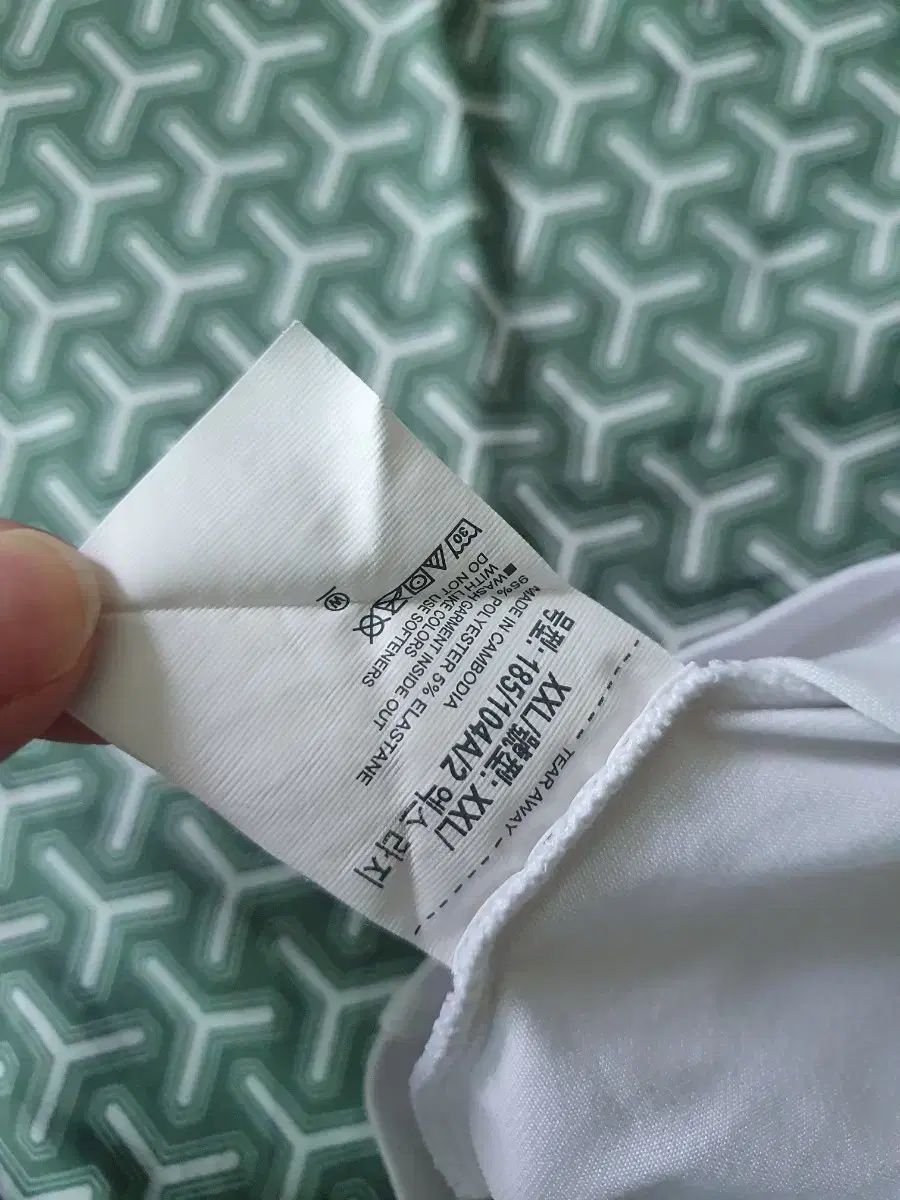 TEAR AWAY
XXL/號型. XXL/
号型. 185/104A/2 엑스라지
MADE IN CAMBODIA
95% POLYESTER 5% ELASTANE
■ WASH GARMENT INSIDE OUT
WITH LIKE COLORS
DO NOT USE SOFTENERS
30
W